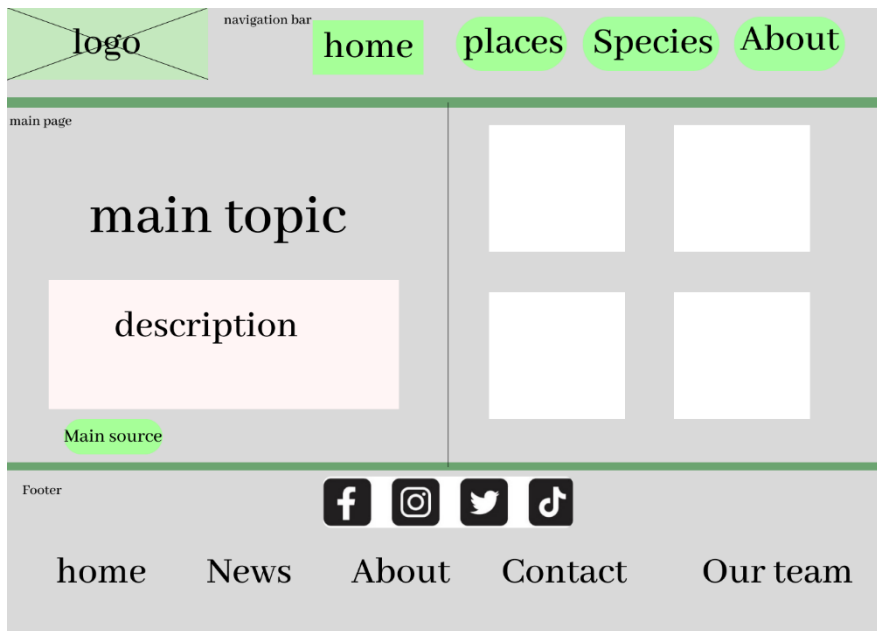 logo
navigation bar
home
places
Species
About
main page
main topic
description
Main source
Footer
home
News
About
Contact
Our team